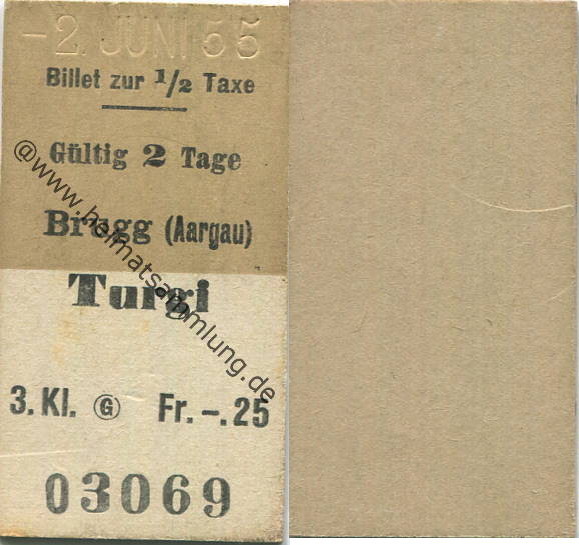 -2. JUNI 55
Billet zur 1/2 Taxe
Gültig 2 Tage
Brugg (Aargau)
Turgi
3. Kl. G Fr. -.25
03069
@www.heimatsammlung.de